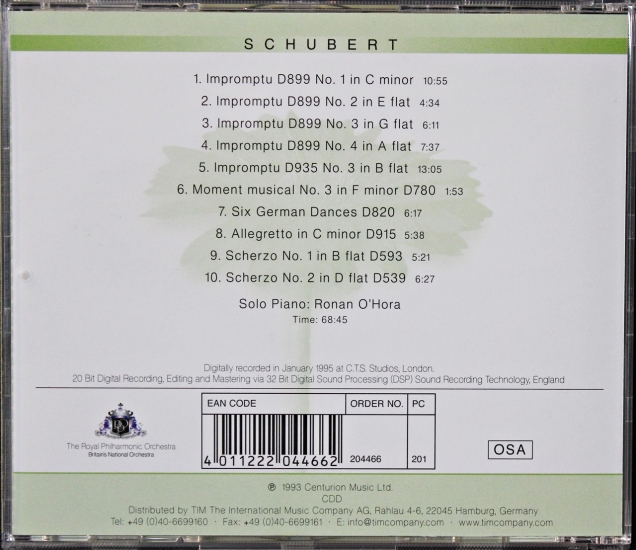 SCHUBERT
1. Impromptu D899 No. 1 in C minor 10:55
2. Impromptu D899 No. 2 in E flat 4:34
3. Impromptu D899 No. 3 in G flat 6:11
4. Impromptu D899 No. 4 in A flat 7:37
5. Impromptu D935 No. 3 in B flat 13:05
6. Moment musical No. 3 in F minor D780 1:53
7. Six German Dances D820 6:17
8. Allegretto in C minor D915 5:38
9. Scherzo No. 1 in B flat D593 5:21
10. Scherzo No. 2 in D flat D539 6:27
Solo Piano: Ronan O'Hora
Time: 68:45
Digitally recorded in January 1995 at C.T.S. Studios, London.
20 Bit Digital Recording, Editing and Mastering via 32 Bit Digital Sound Processing (DSP) Sound Recording Technology, England
The Royal Philharmonic Orchestra
Britain's National Orchestra
EAN CODE
4 011222 044662
ORDER NO.
204466
PC
201
OSA
℗ 1993 Centurion Music Ltd.
CDD
Distributed by TIM The International Music Company AG, Rahlau 4-6, 22045 Hamburg, Germany
Tel: +49 (0)40-6699160 · Fax: +49 (0)40-6699161 · E: info@timcompany.com · www.timcompany.com